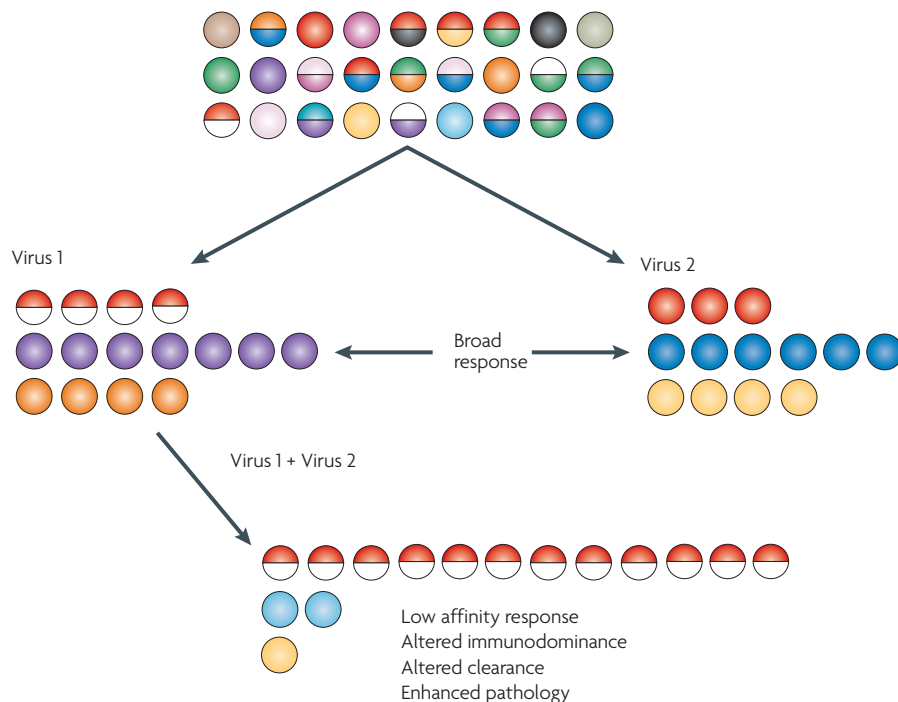 Virus 1
Virus 2
Broad
response
Virus 1 + Virus 2
Low affinity response
Altered immunodominance
Altered clearance
Enhanced pathology